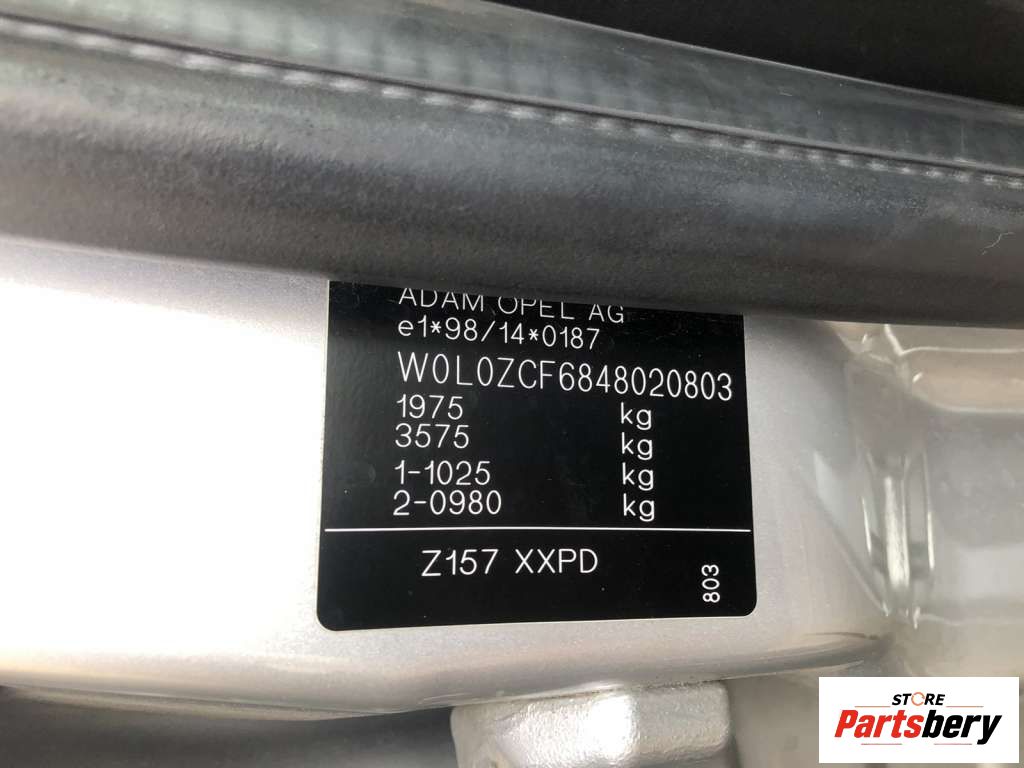 ADAM OPEL AG
e1*98/14*0187
W0L0ZCF6848020803
1975 kg
3575 kg
1-1025 kg
2-0980 kg
Z157 XXPD
803
STORE
Partsbery